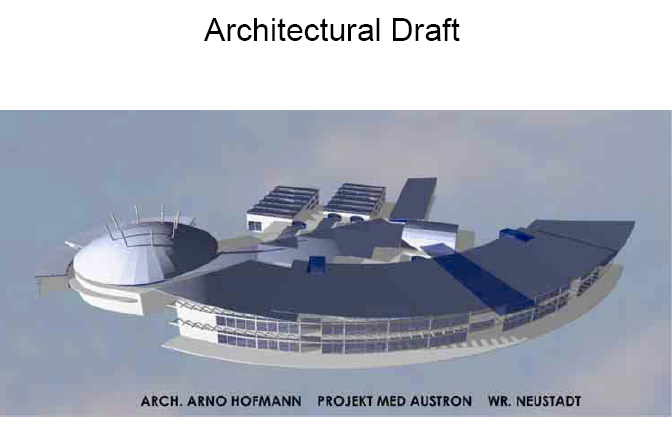 Architectural Draft
ARCH. ARNO HOFMANN PROJEKT MED AUSTRON WR. NEUSTADT